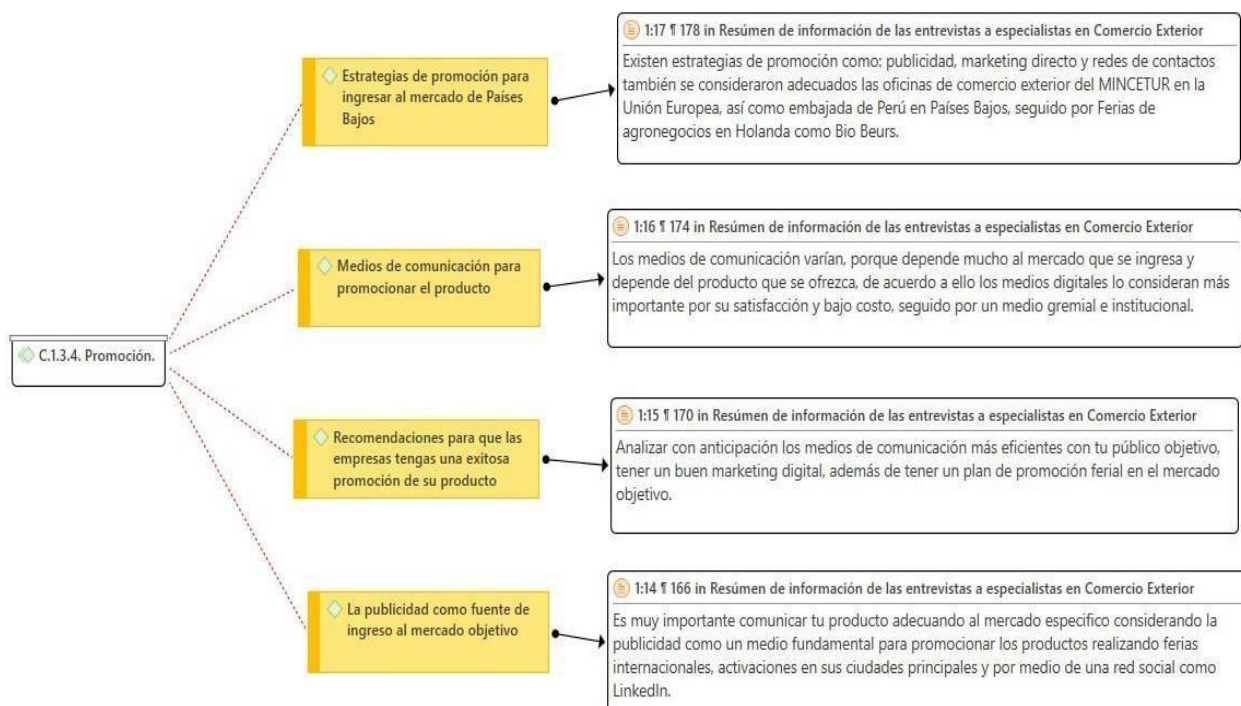 1:17 ¶ 178 in Resúmen de información de las entrevistas a especialistas en Comercio Exterior
Existen estrategias de promoción como: publicidad, marketing directo y redes de contactos
también se consideraron adecuados las oficinas de comercio exterior del MINCETUR en la
Unión Europea, así como embajada de Perú en Países Bajos, seguido por Ferias de
agronegocios en Holanda como Bio Beurs.
Estrategias de promoción para
ingresar al mercado de Países
Bajos
1:16 ¶ 174 in Resúmen de información de las entrevistas a especialistas en Comercio Exterior
Los medios de comunicación varían, porque depende mucho al mercado que se ingresa y
depende del producto que se ofrezca, de acuerdo a ello los medios digitales lo consideran más
importante por su satisfacción y bajo costo, seguido por un medio gremial e institucional.
Medios de comunicación para
promocionar el producto
C.1.3.4. Promoción.
1:15 ¶ 170 in Resúmen de información de las entrevistas a especialistas en Comercio Exterior
Analizar con anticipación los medios de comunicación más eficientes con tu público objetivo,
tener un buen marketing digital, además de tener un plan de promoción ferial en el mercado
objetivo.
Recomendaciones para que las
empresas tengas una exitosa
promoción de su producto
1:14 ¶ 166 in Resúmen de información de las entrevistas a especialistas en Comercio Exterior
Es muy importante comunicar tu producto adecuando al mercado especifico considerando la
publicidad como un medio fundamental para promocionar los productos realizando ferias
internacionales, activaciones en sus ciudades principales y por medio de una red social como
LinkedIn.
La publicidad como fuente de
ingreso al mercado objetivo